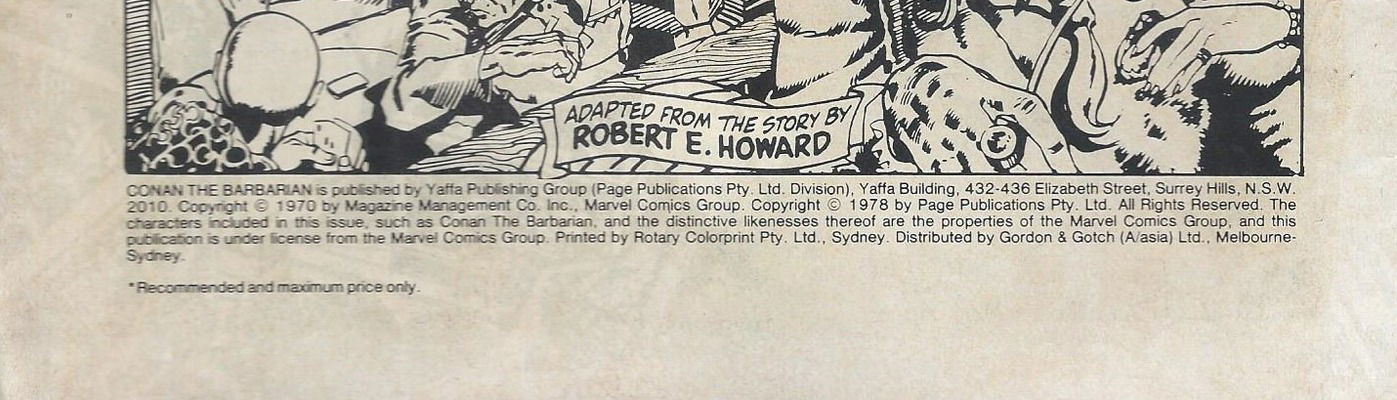 ADAPTED FROM THE STORY BY
ROBERT E. HOWARD
CONAN THE BARBARIAN is published by Yaffa Publishing Group (Page Publications Pty. Ltd. Division), Yaffa Building, 432-436 Elizabeth Street, Surrey Hills, N.S.W.
2010. Copyright © 1970 by Magazine Management Co. Inc., Marvel Comics Group. Copyright © 1978 by Page Publications Pty. Ltd. All Rights Reserved. The
characters included in this issue, such as Conan The Barbarian, and the distinctive likenesses thereof are the properties of the Marvel Comics Group, and this
publication is under license from the Marvel Comics Group. Printed by Rotary Colorprint Pty. Ltd., Sydney. Distributed by Gordon & Gotch (A/asia) Ltd., Melbourne-
Sydney.
*Recommended and maximum price only.